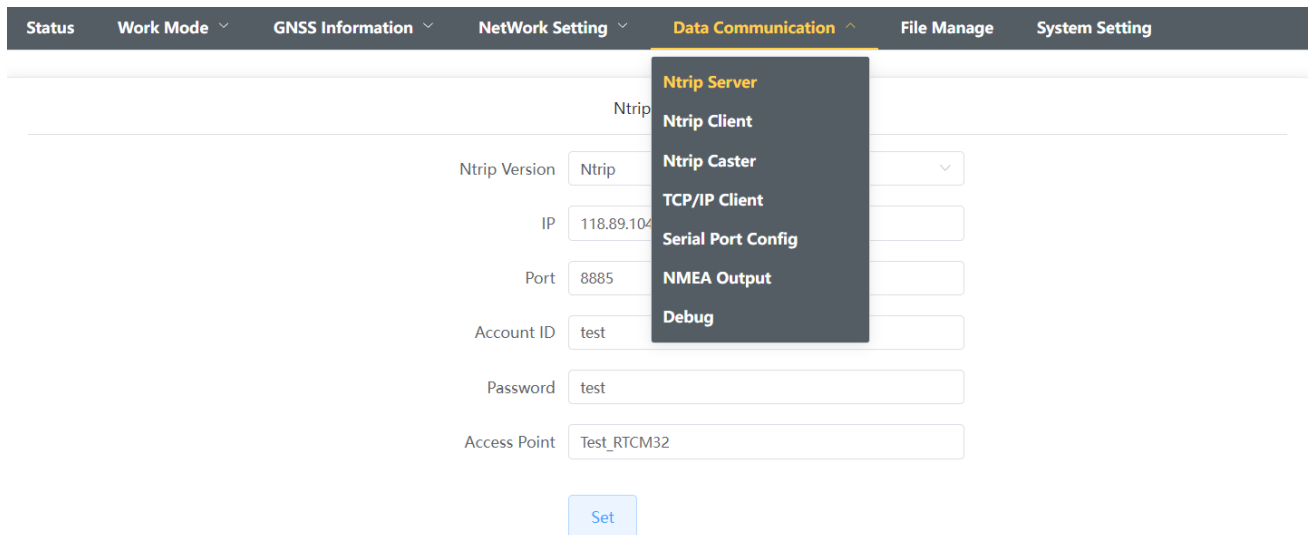 Status Work Mode GNSS Information NetWork Setting Data Communication File Manage System Setting
Ntrip Server
Ntrip
Ntrip Client
Ntrip Caster
Ntrip Version Ntrip
TCP/IP Client
IP 118.89.104
Serial Port Config
Port 8885
NMEA Output
Debug
Account ID test
Password test
Access Point Test_RTCM32
Set